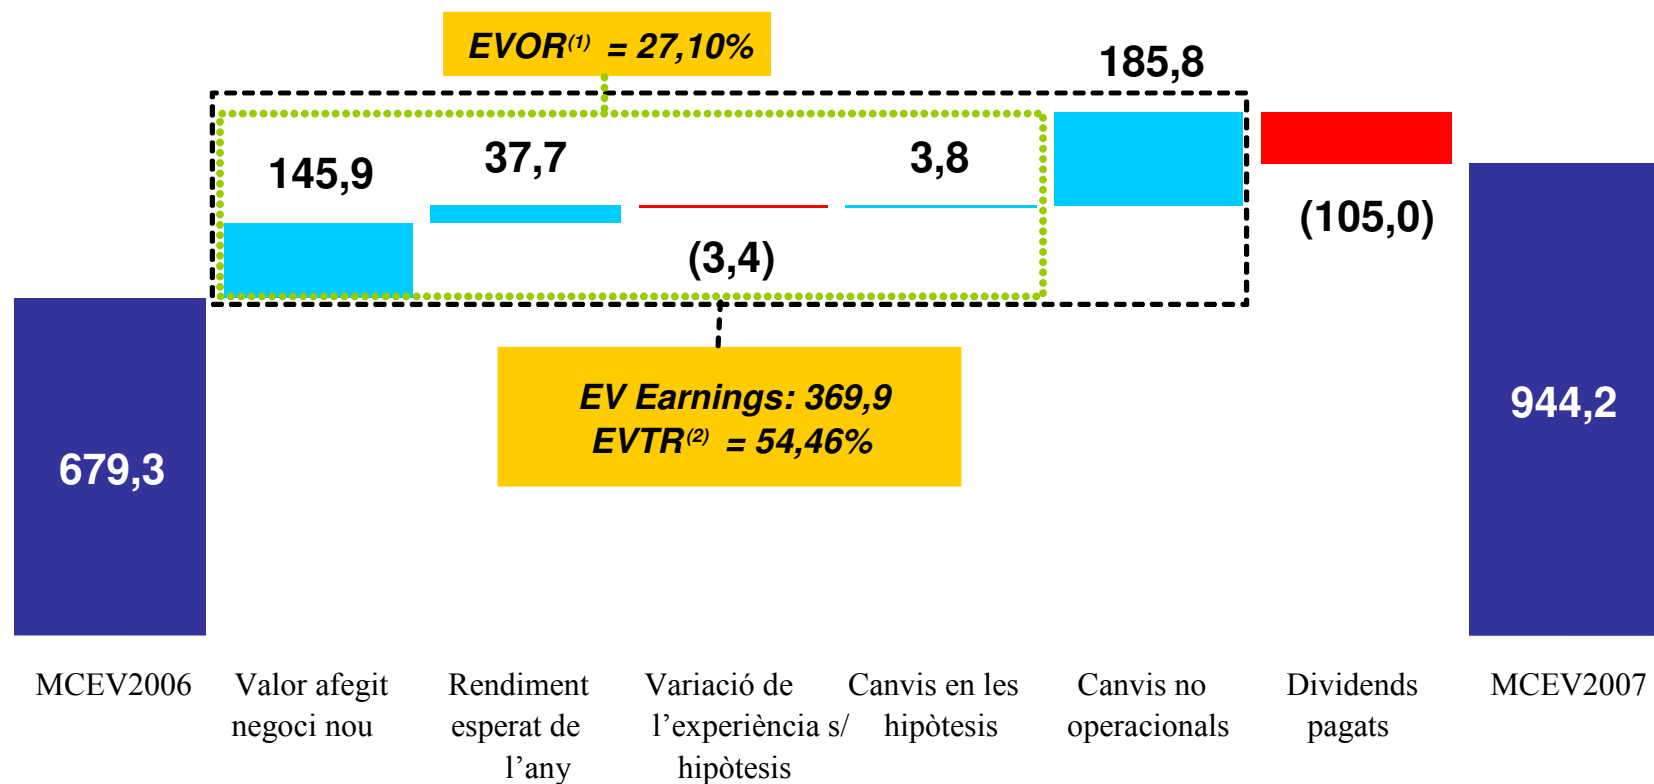 EVOR(1) = 27,10%
185,8
145,9
37,7
3,8
(3,4)
(105,0)
EV Earnings: 369,9
EVTR(2) = 54,46%
679,3
944,2
MCEV2006
Valor afegit
negoci nou
Rendiment
esperat de
l’any
Variació de
l’experiència s/
hipòtesis
Canvis en les
hipòtesis
Canvis no
operacionals
Dividends
pagats
MCEV2007